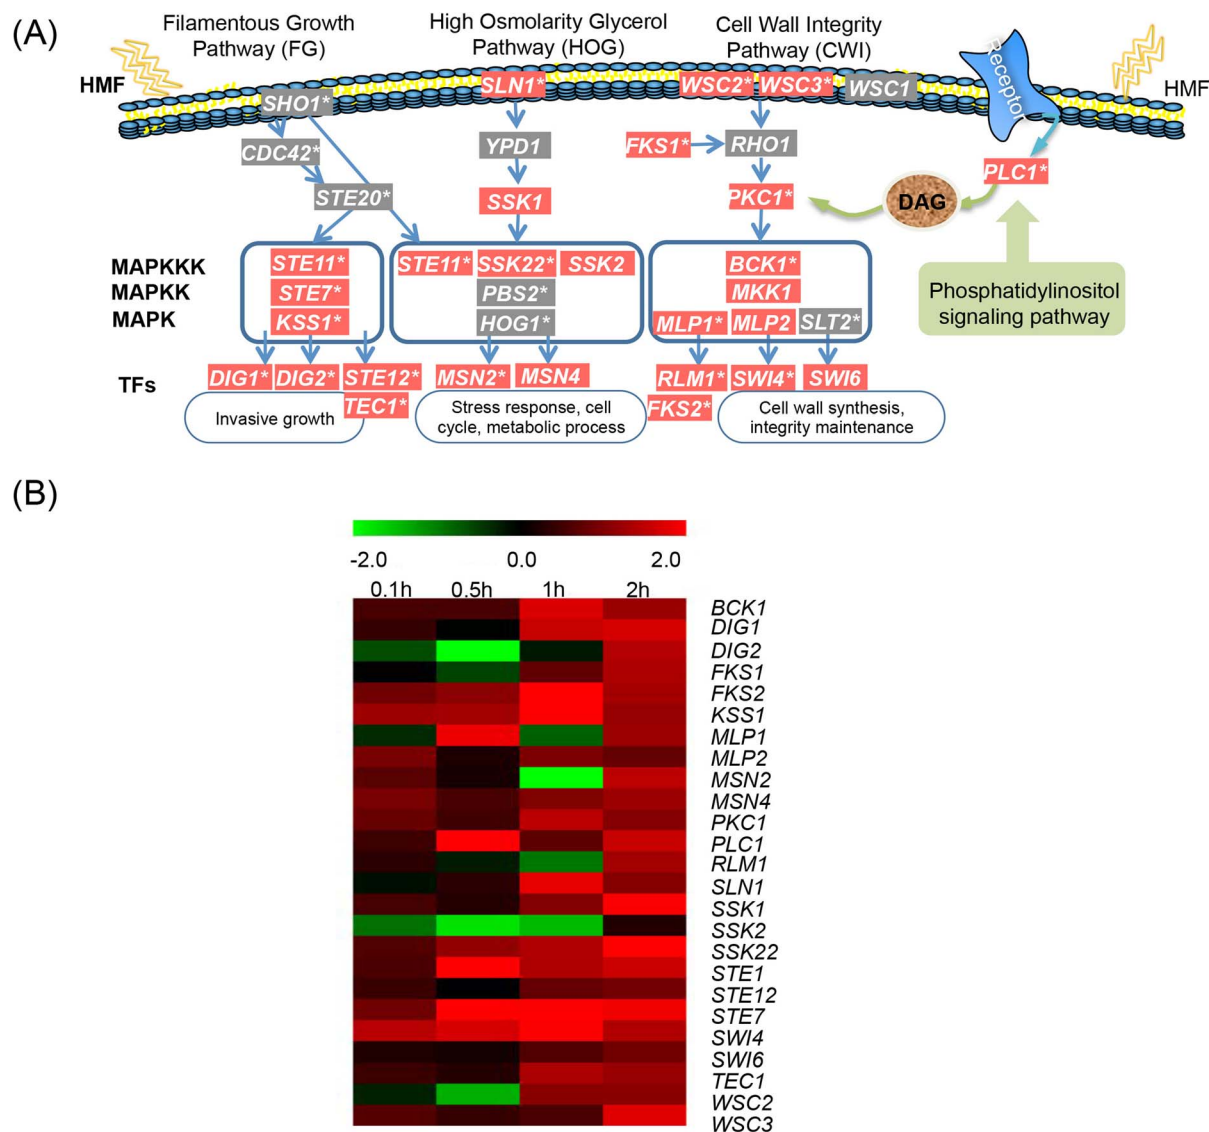 (A)
Filamentous Growth
Pathway (FG)
High Osmolarity Glycerol
Pathway (HOG)
Cell Wall Integrity
Pathway (CWI)
HMF
HMF
Receptor
SHO1*
SLN1*
WSC2*
WSC3*
WSC1
CDC42*
YPD1
FKS1*
RHO1
PLC1*
STE20*
SSK1
PKC1*
DAG
MAPKKK
STE11*
STE11*
SSK22*
SSK2
BCK1*
MAPKK
STE7*
PBS2*
MKK1
Phosphatidylinositol
signaling pathway
MAPK
KSS1*
HOG1*
MLP1*
MLP2
SLT2*
TFs
DIG1*
DIG2*
STE12*
MSN2*
MSN4
RLM1*
SWI4*
SWI6
TEC1*
FKS2*
Invasive growth
Stress response, cell
cycle, metabolic process
Cell wall synthesis,
integrity maintenance
(B)
-2.0 0.0 2.0
0.1h 0.5h 1h 2h
BCK1
DIG1
DIG2
FKS1
FKS2
KSS1
MLP1
MLP2
MSN2
MSN4
PKC1
PLC1
RLM1
SLN1
SSK1
SSK2
SSK22
STE1
STE12
STE7
SWI4
SWI6
TEC1
WSC2
WSC3